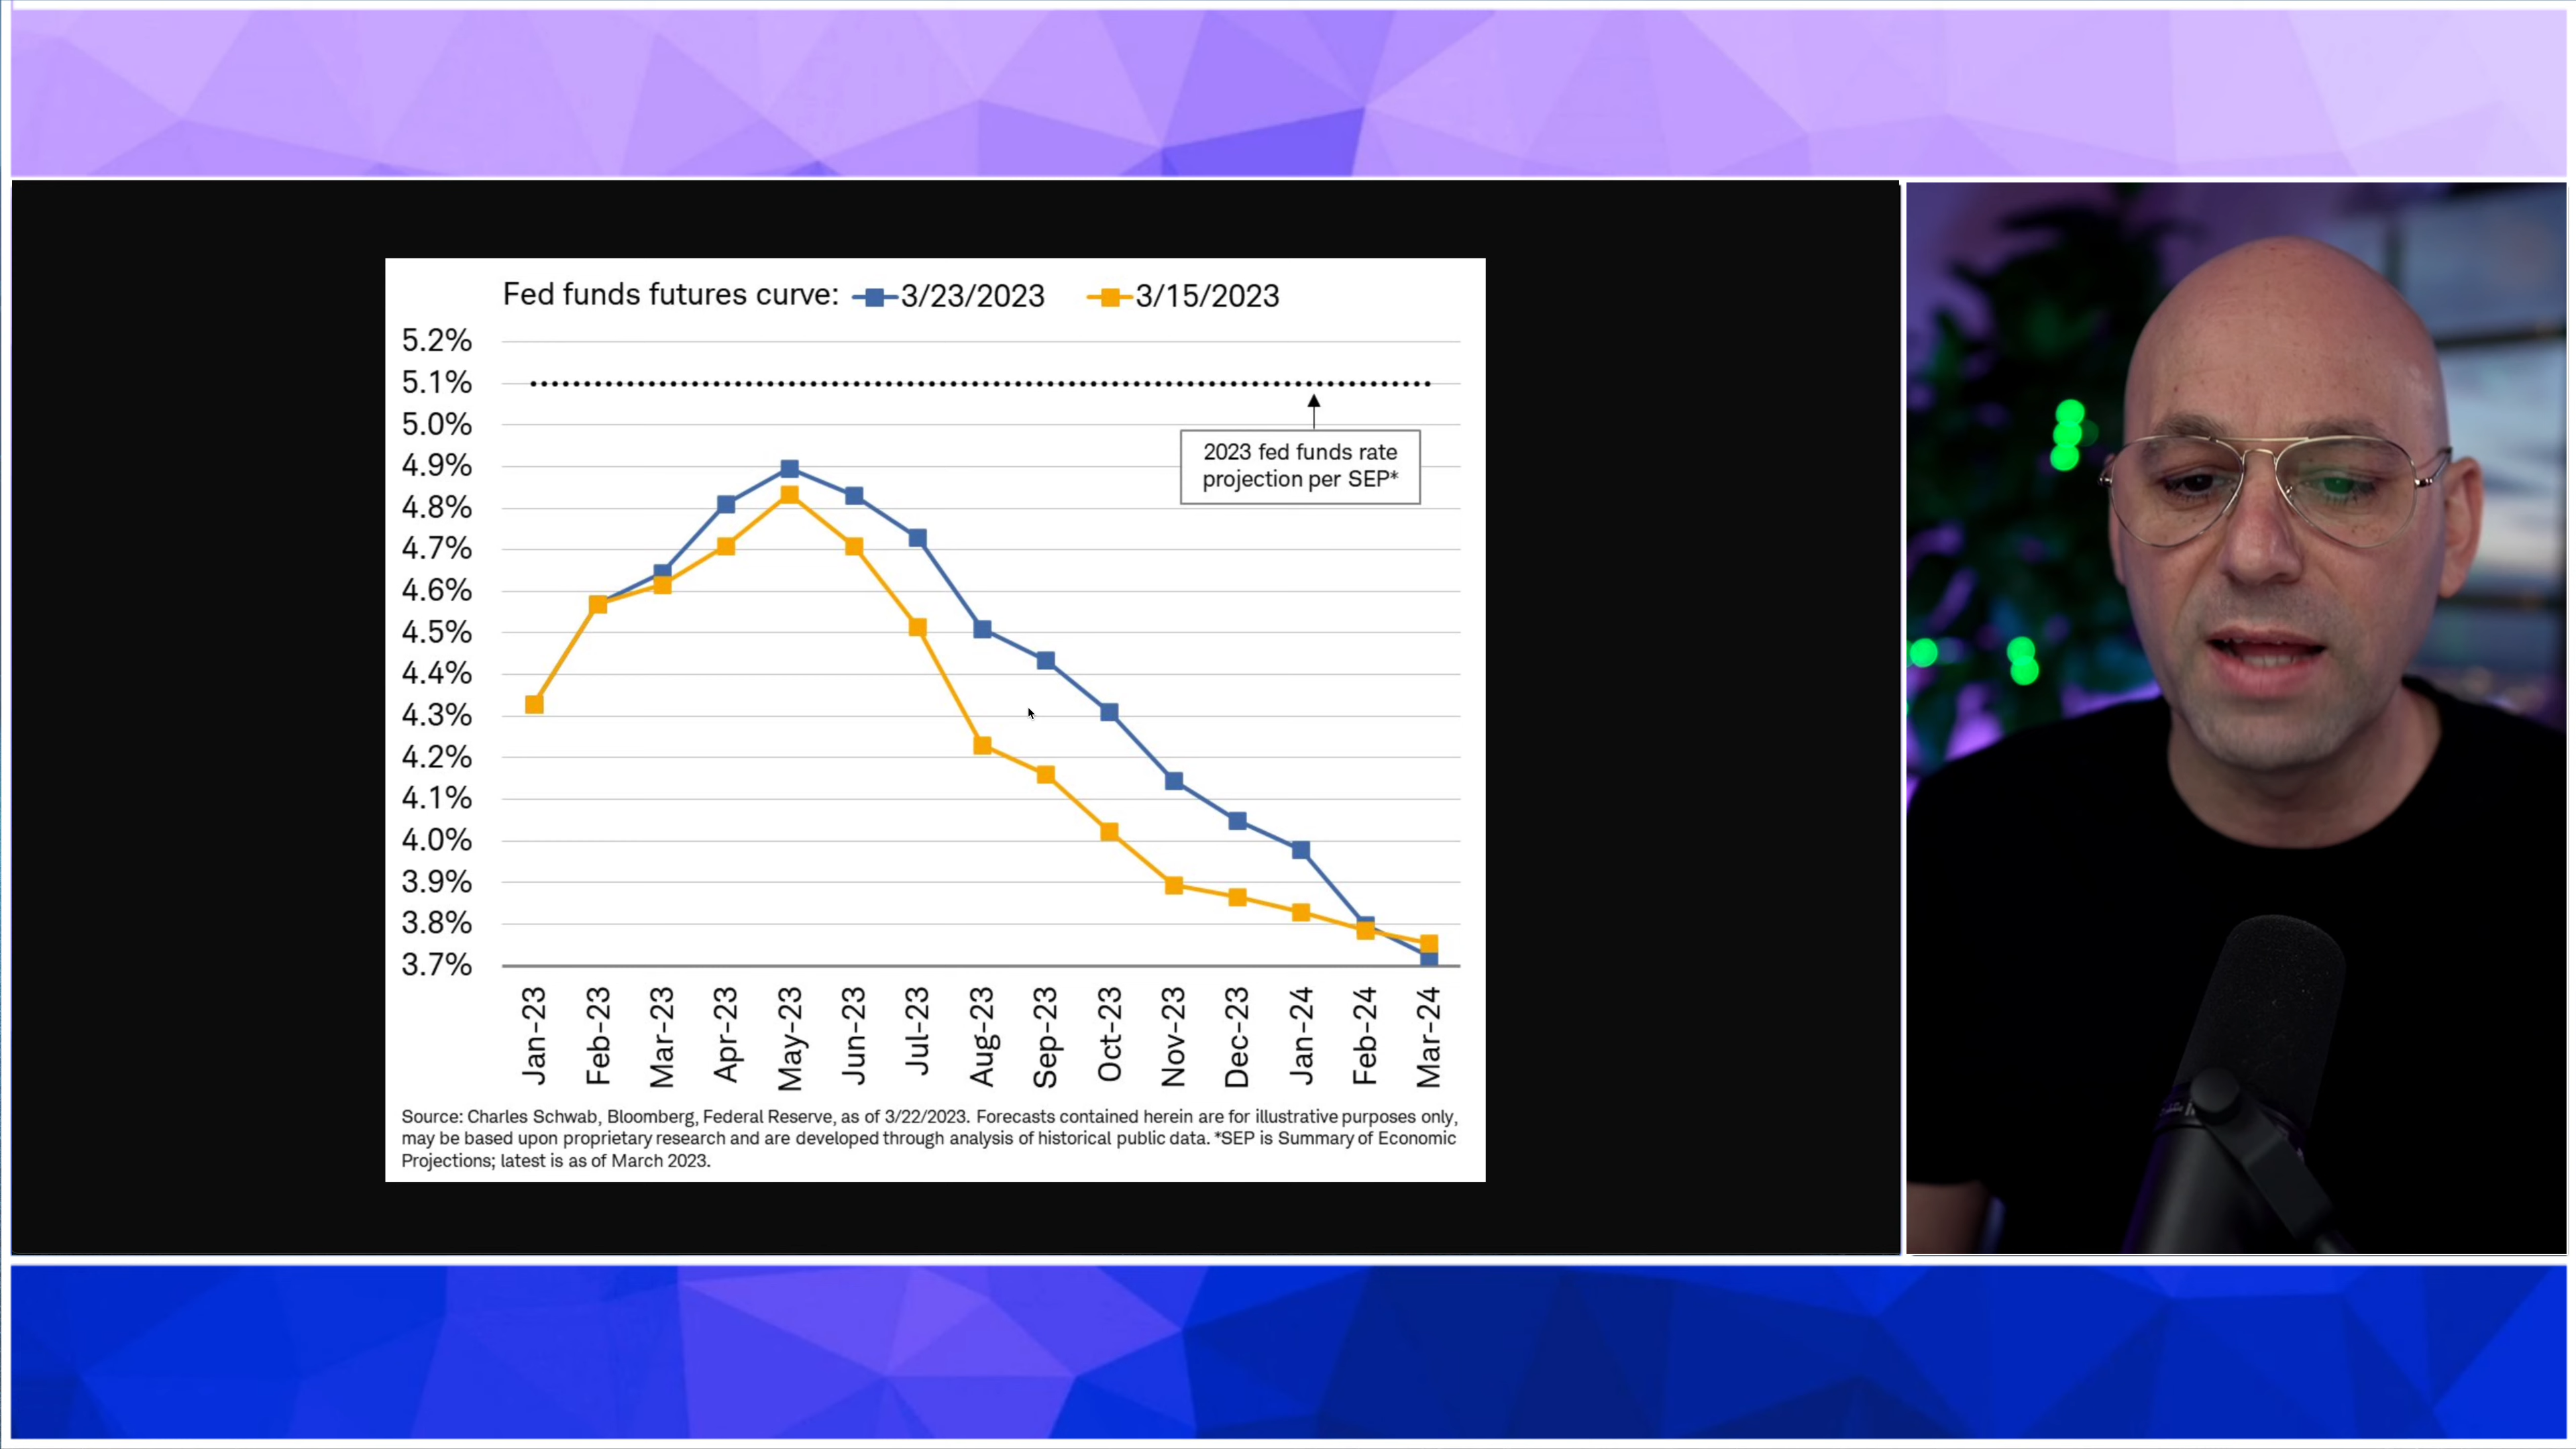 Fed funds futures curve: 3/23/2023 3/15/2023
5.2%
5.1%
5.0%
4.9%
4.8%
4.7%
4.6%
4.5%
4.4%
4.3%
4.2%
4.1%
4.0%
3.9%
3.8%
3.7%
2023 fed funds rate
projection per SEP*
Jan-23
Feb-23
Mar-23
Apr-23
May-23
Jun-23
Jul-23
Aug-23
Sep-23
Oct-23
Nov-23
Dec-23
Jan-24
Feb-24
Mar-24
Source: Charles Schwab, Bloomberg, Federal Reserve, as of 3/22/2023. Forecasts contained herein are for illustrative purposes only,
may be based upon proprietary research and are developed through analysis of historical public data. *SEP is Summary of Economic
Projections; latest is as of March 2023.